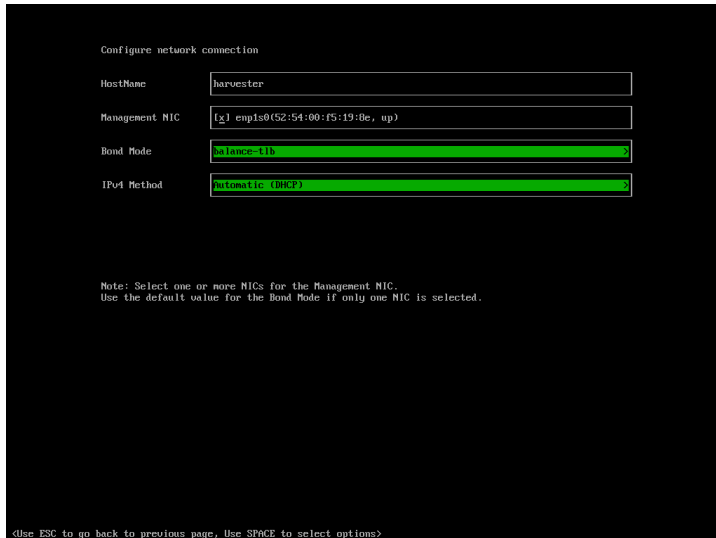 Configure network connection
HostName harvester
Management NIC [x] enp1s0(52:54:00:f5:19:8e, up)
Bond Mode balance-tlb >
IPv4 Method Automatic (DHCP) >
Note: Select one or more NICs for the Management NIC.
Use the default value for the Bond Mode if only one NIC is selected.
<Use ESC to go back to previous page, Use SPACE to select options>